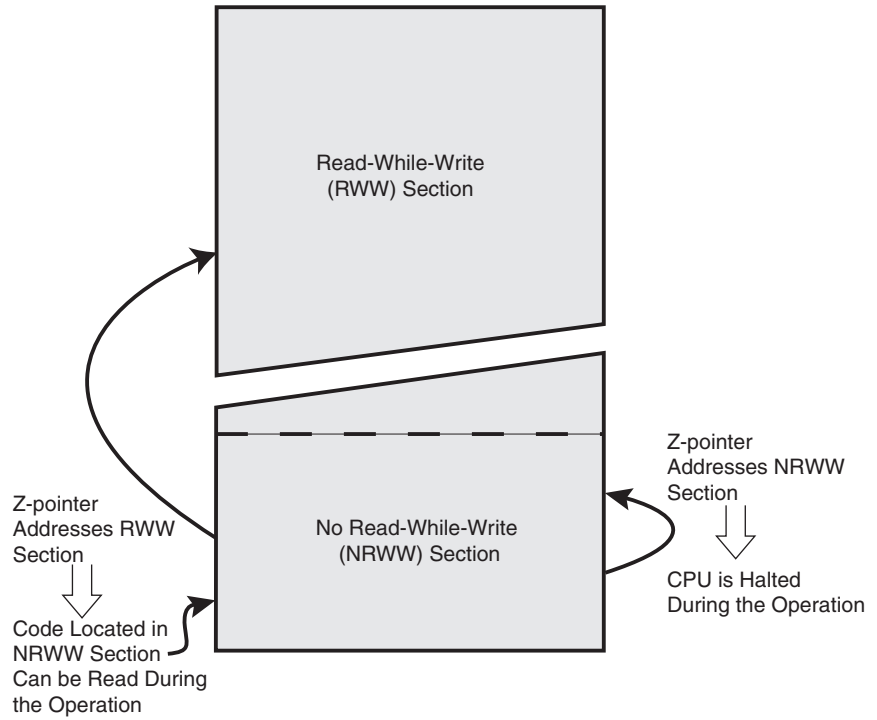 Read-While-Write
(RWW) Section
Z-pointer
Addresses NRWW
Section
Z-pointer
Addresses RWW
Section
No Read-While-Write
(NRWW) Section
CPU is Halted
During the Operation
Code Located in
NRWW Section
Can be Read During
the Operation